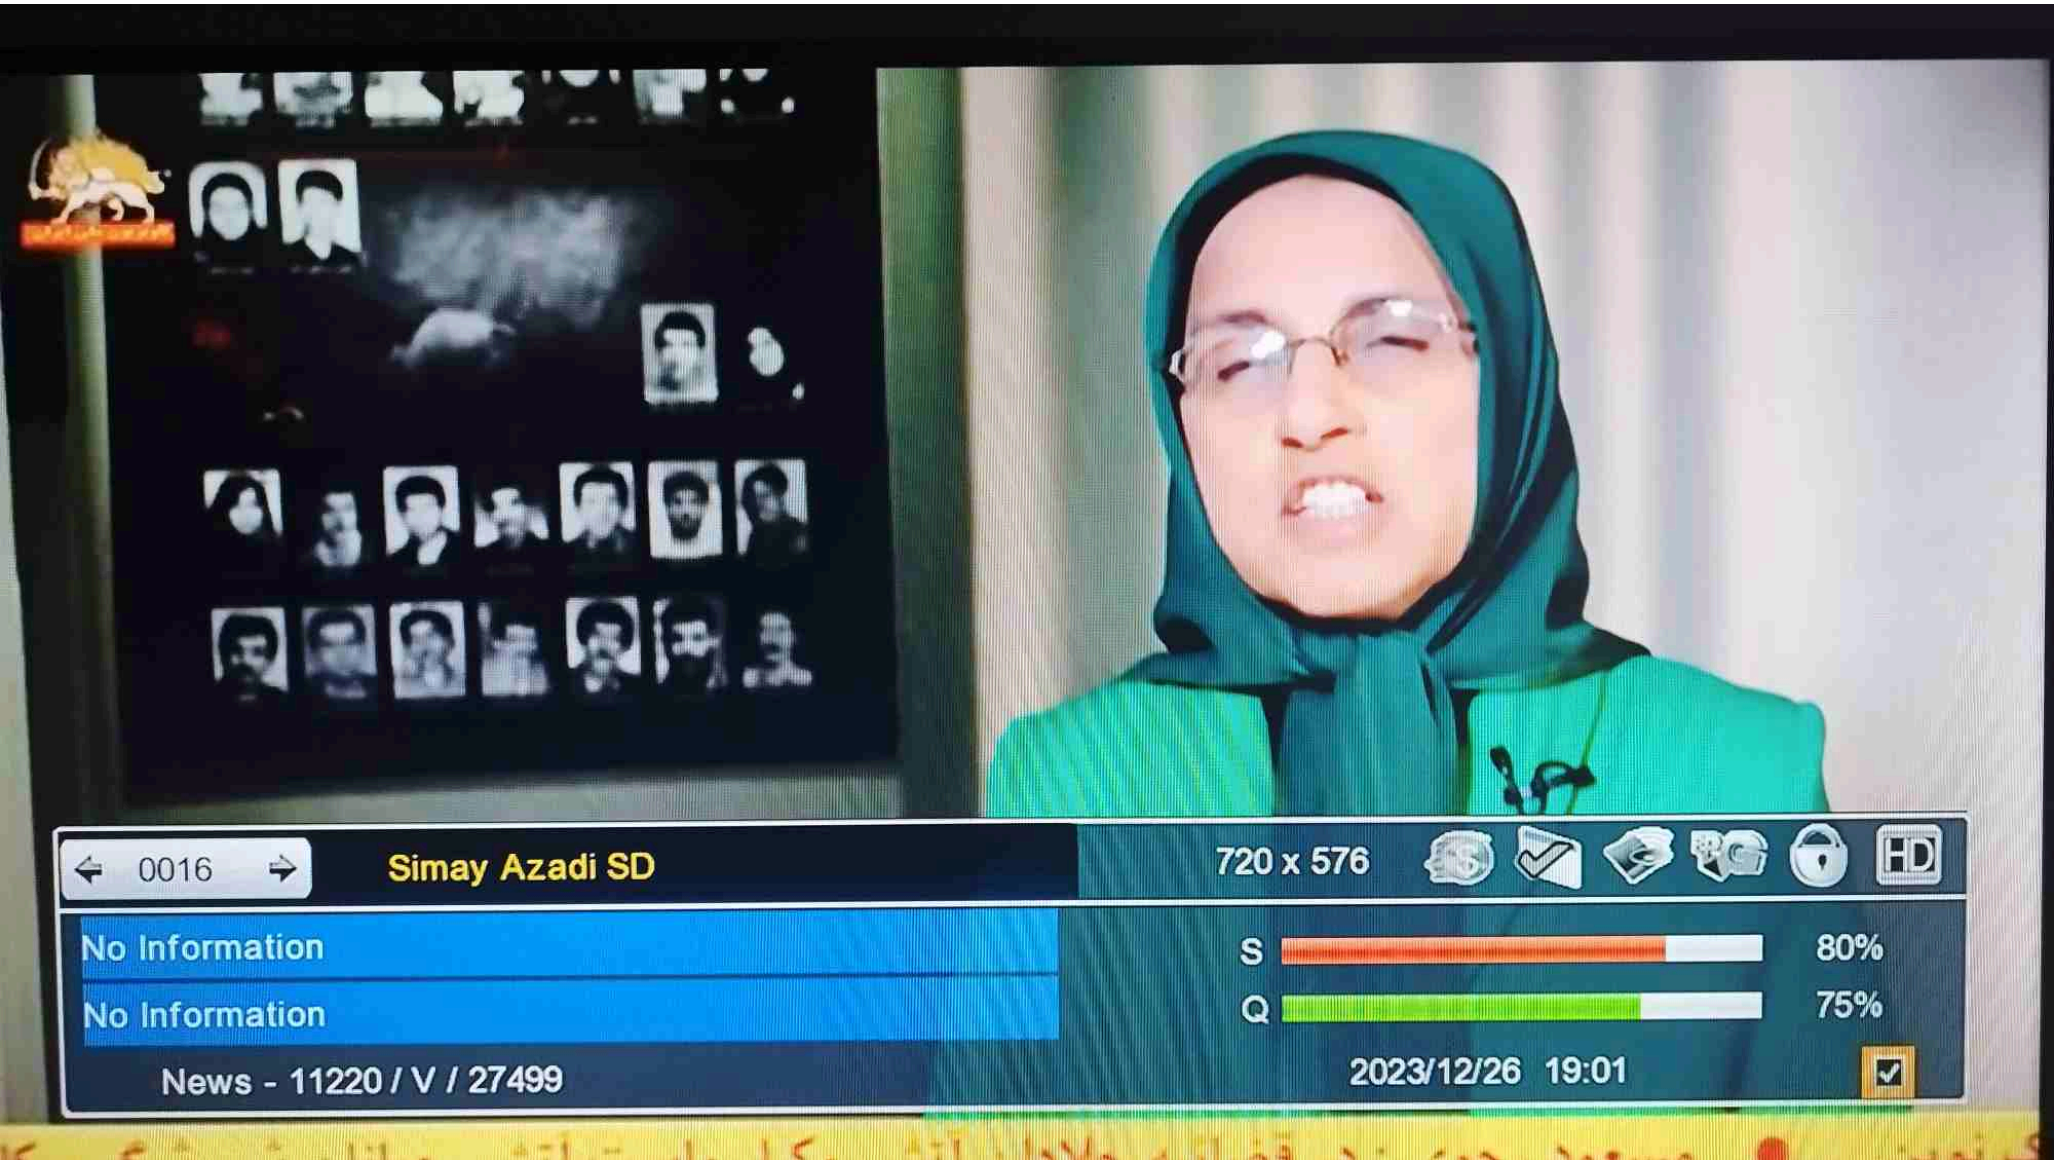 0016
Simay Azadi SD
720 x 576
HD
No Information
S 80%
No Information
Q 75%
News - 11220 / V / 27499
2023/12/26 19:01